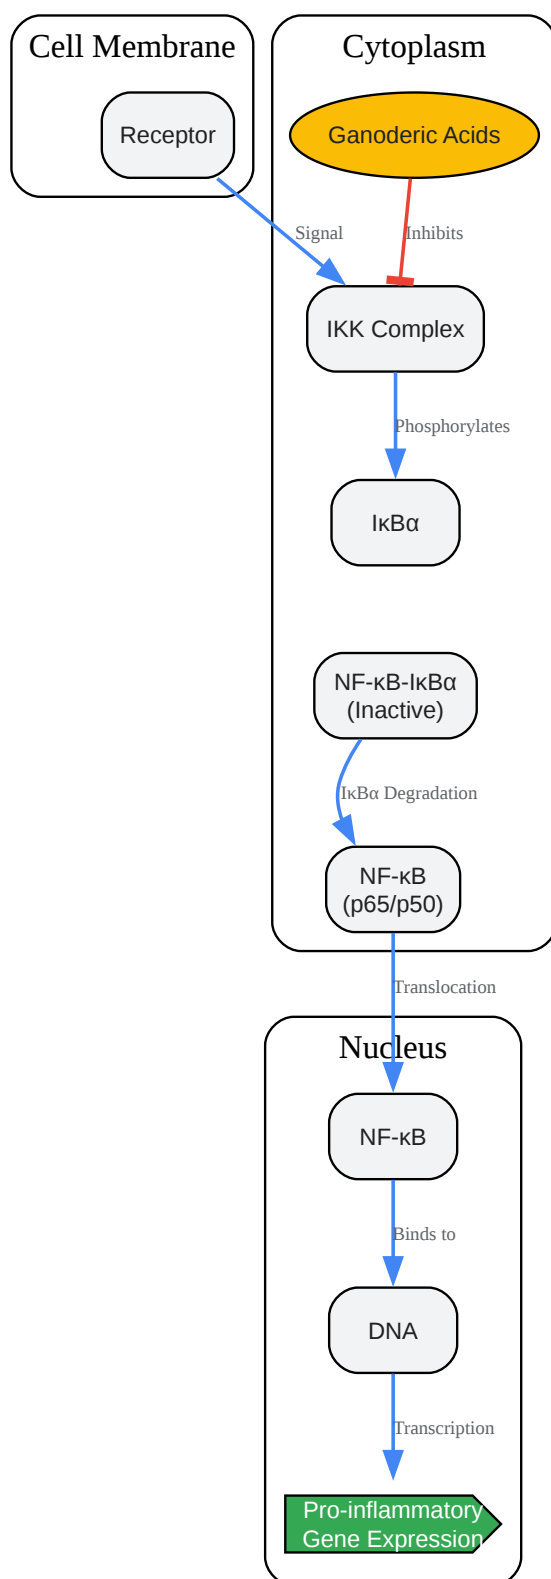 Cell Membrane
Cytoplasm
Receptor
Ganoderic Acids
Signal
Inhibits
IKK Complex
Phosphorylates
IκBα
NF-κB-IκBα
(Inactive)
IκBα Degradation
NF-κB
(p65/p50)
Translocation
Nucleus
NF-κB
Binds to
DNA
Transcription
Pro-inflammatory
Gene Expression